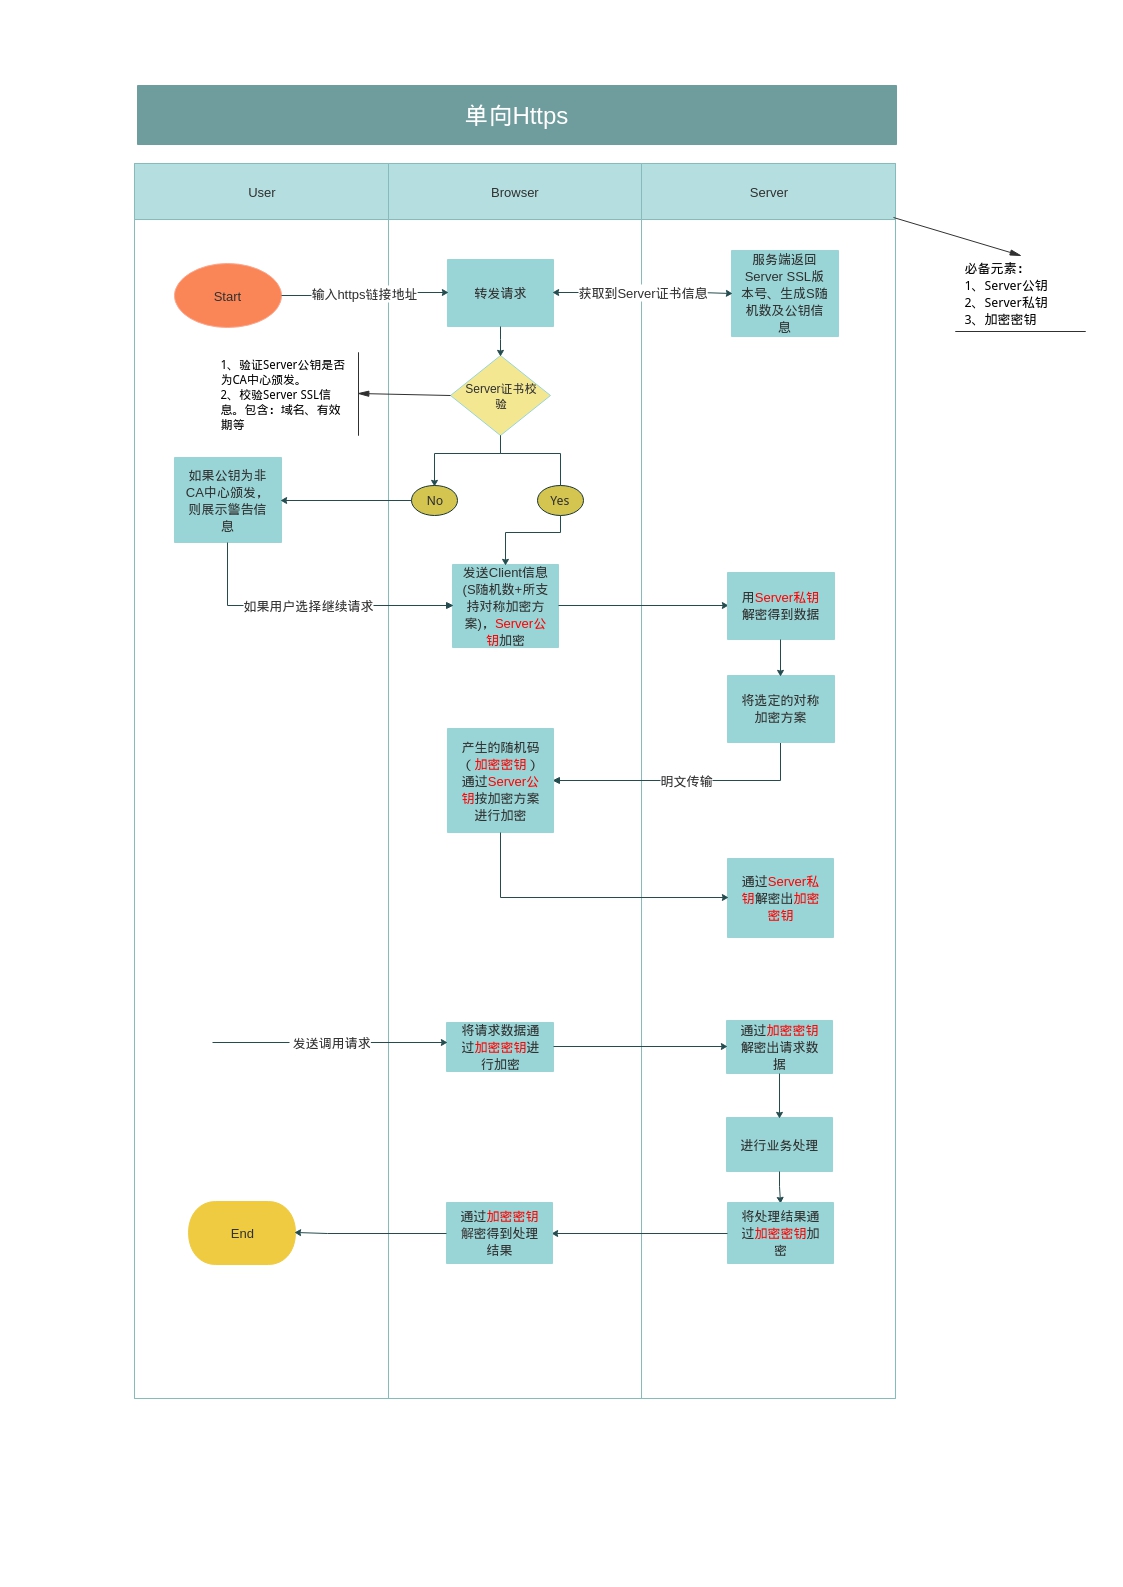 单向Https
User
Browser
Server
Start
输入https链接地址
转发请求
获取到Server证书信息
服务端返回
Server SSL版
本号、生成S随
机数及公钥信
息
必备元素：
1、Server公钥
2、Server私钥
3、加密密钥
1、验证Server公钥是否
为CA中心颁发。
2、校验Server SSL信
息。包含：域名、有效
期等
Server证书校
验
如果公钥为非
CA中心颁发，
则展示警告信
息
No
Yes
如果用户选择继续请求
发送Client信息
(S随机数+所支
持对称加密方
案)，Server公
钥加密
用Server私钥
解密得到数据
将选定的对称
加密方案
明文传输
产生的随机码
（加密密钥）
通过Server公
钥按加密方案
进行加密
通过Server私
钥解密出加密
密钥
发送调用请求
将请求数据通
过加密密钥进
行加密
通过加密密钥
解密出请求数
据
进行业务处理
将处理结果通
过加密密钥加
密
通过加密密钥
解密得到处理
结果
End